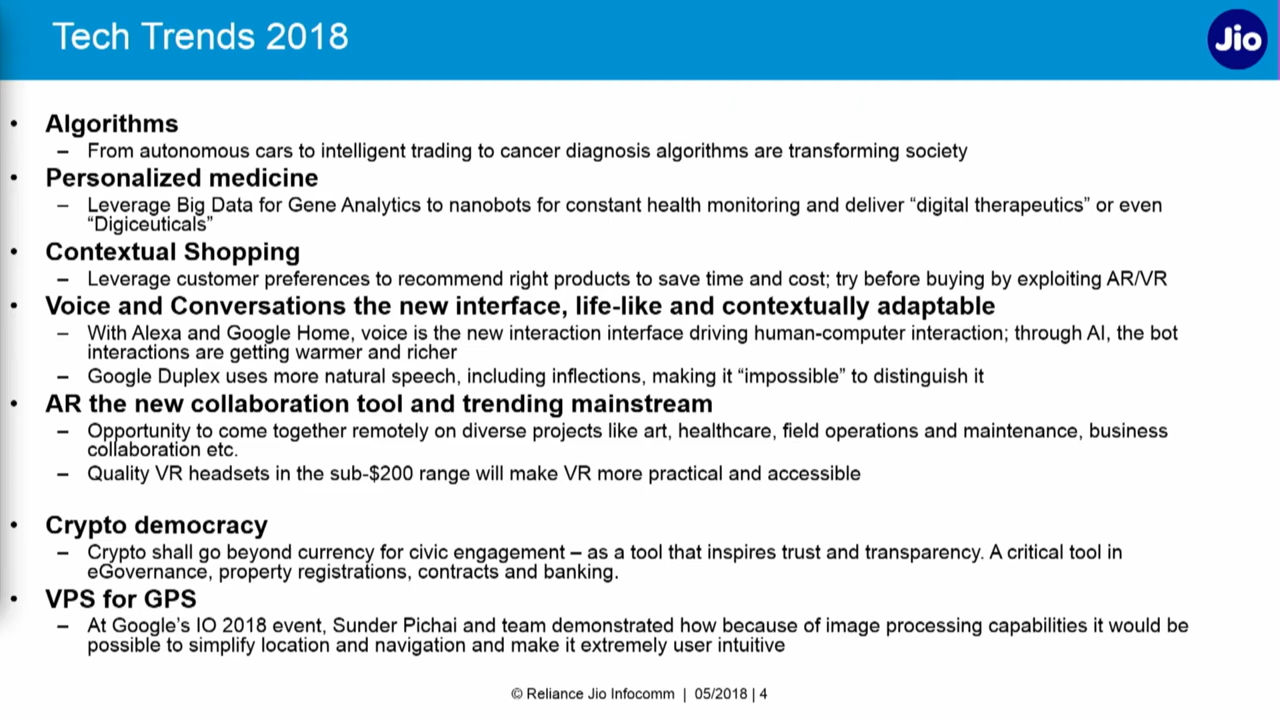 Tech Trends 2018
Jio
• Algorithms
– From autonomous cars to intelligent trading to cancer diagnosis algorithms are transforming society
• Personalized medicine
– Leverage Big Data for Gene Analytics to nanobots for constant health monitoring and deliver “digital therapeutics” or even
“Digiceuticals”
• Contextual Shopping
– Leverage customer preferences to recommend right products to save time and cost; try before buying by exploiting AR/VR
• Voice and Conversations the new interface, life-like and contextually adaptable
– With Alexa and Google Home, voice is the new interaction interface driving human-computer interaction; through AI, the bot
interactions are getting warmer and richer
– Google Duplex uses more natural speech, including inflections, making it “impossible” to distinguish it
• AR the new collaboration tool and trending mainstream
– Opportunity to come together remotely on diverse projects like art, healthcare, field operations and maintenance, business
collaboration etc.
– Quality VR headsets in the sub-$200 range will make VR more practical and accessible
• Crypto democracy
– Crypto shall go beyond currency for civic engagement – as a tool that inspires trust and transparency. A critical tool in
eGovernance, property registrations, contracts and banking.
• VPS for GPS
– At Google’s IO 2018 event, Sunder Pichai and team demonstrated how because of image processing capabilities it would be
possible to simplify location and navigation and make it extremely user intuitive
© Reliance Jio Infocomm | 05/2018 | 4